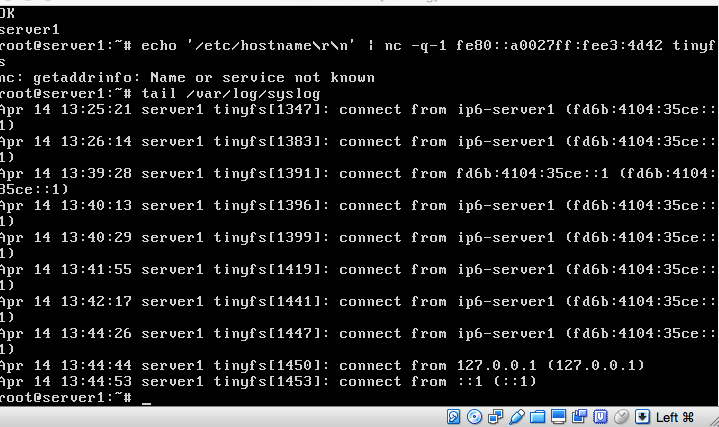 OK
server1
root@server1:~# echo '/etc/hostname\r\n' | nc -q-1 fe80::a0027ff:fee3:4d42 tinyf
s
nc: getaddrinfo: Name or service not known
root@server1:~# tail /var/log/syslog
Apr 14 13:25:21 server1 tinyfs[1347]: connect from ip6-server1 (fd6b:4104:35ce::
1)
Apr 14 13:26:14 server1 tinyfs[1383]: connect from ip6-server1 (fd6b:4104:35ce::
1)
Apr 14 13:39:28 server1 tinyfs[1391]: connect from fd6b:4104:35ce::1 (fd6b:4104:
35ce::1)
Apr 14 13:40:13 server1 tinyfs[1396]: connect from ip6-server1 (fd6b:4104:35ce::
1)
Apr 14 13:40:29 server1 tinyfs[1399]: connect from ip6-server1 (fd6b:4104:35ce::
1)
Apr 14 13:41:55 server1 tinyfs[1419]: connect from ip6-server1 (fd6b:4104:35ce::
1)
Apr 14 13:42:17 server1 tinyfs[1441]: connect from ip6-server1 (fd6b:4104:35ce::
1)
Apr 14 13:44:26 server1 tinyfs[1447]: connect from ip6-server1 (fd6b:4104:35ce::
1)
Apr 14 13:44:44 server1 tinyfs[1450]: connect from 127.0.0.1 (127.0.0.1)
Apr 14 13:44:53 server1 tinyfs[1453]: connect from ::1 (::1)
root@server1:~# _
Left ⌘